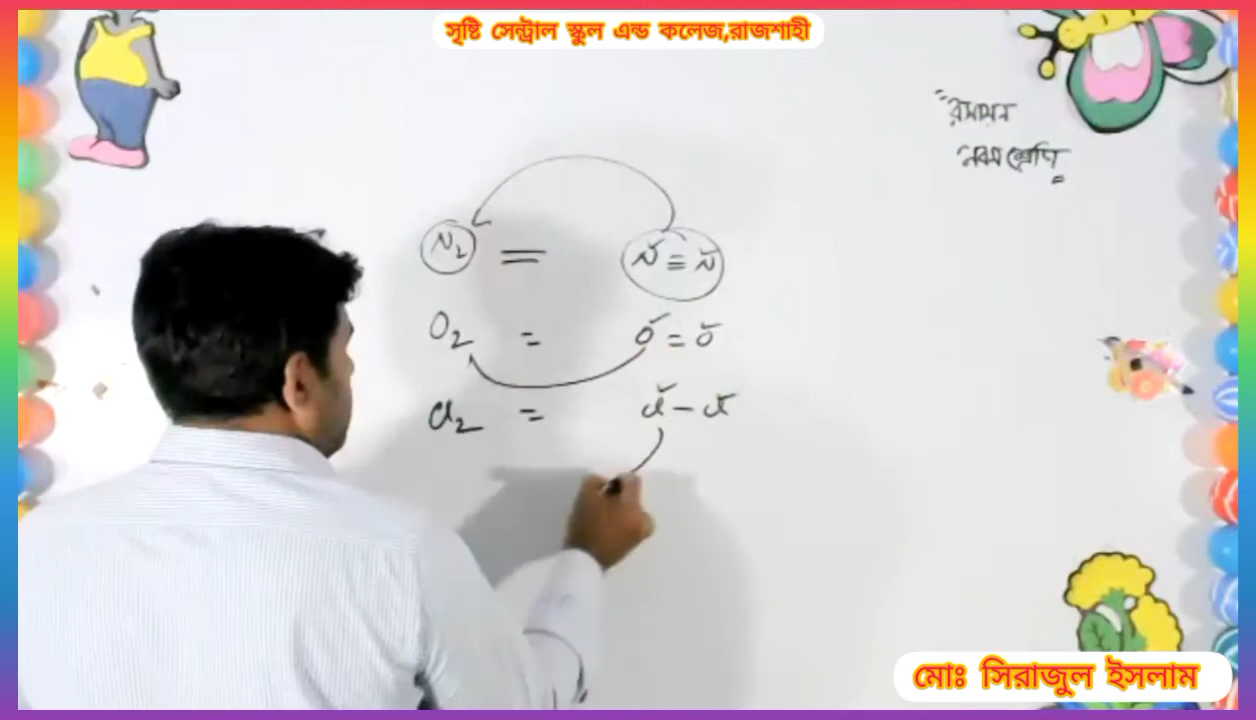 সৃষ্টি সেন্ট্রাল স্কুল এন্ড কলেজ,রাজশাহী
"রসায়ন
নবম শ্রেণি"
N₂ = N ≡ N
O₂ = O = O
Cl₂ = Cl – Cl
মোঃ সিরাজুল ইসলাম